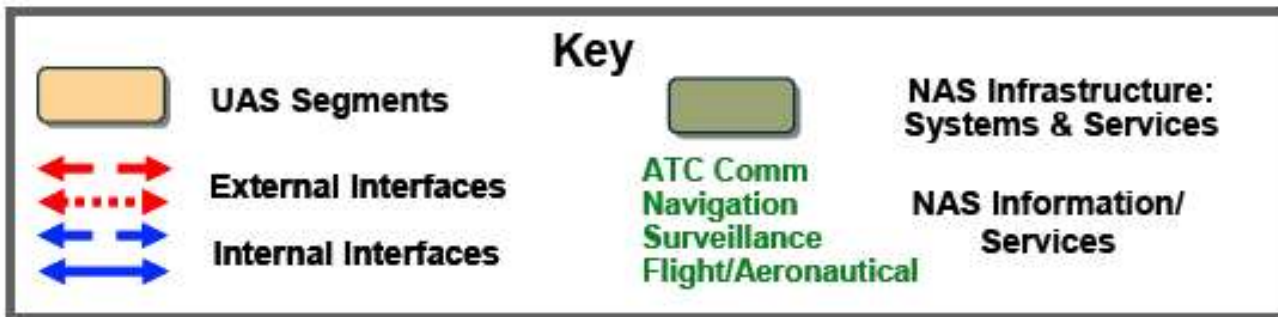 Key
UAS Segments
External Interfaces
Internal Interfaces
NAS Infrastructure:
Systems & Services
ATC Comm
Navigation
Surveillance
Flight/Aeronautical
NAS Information/
Services